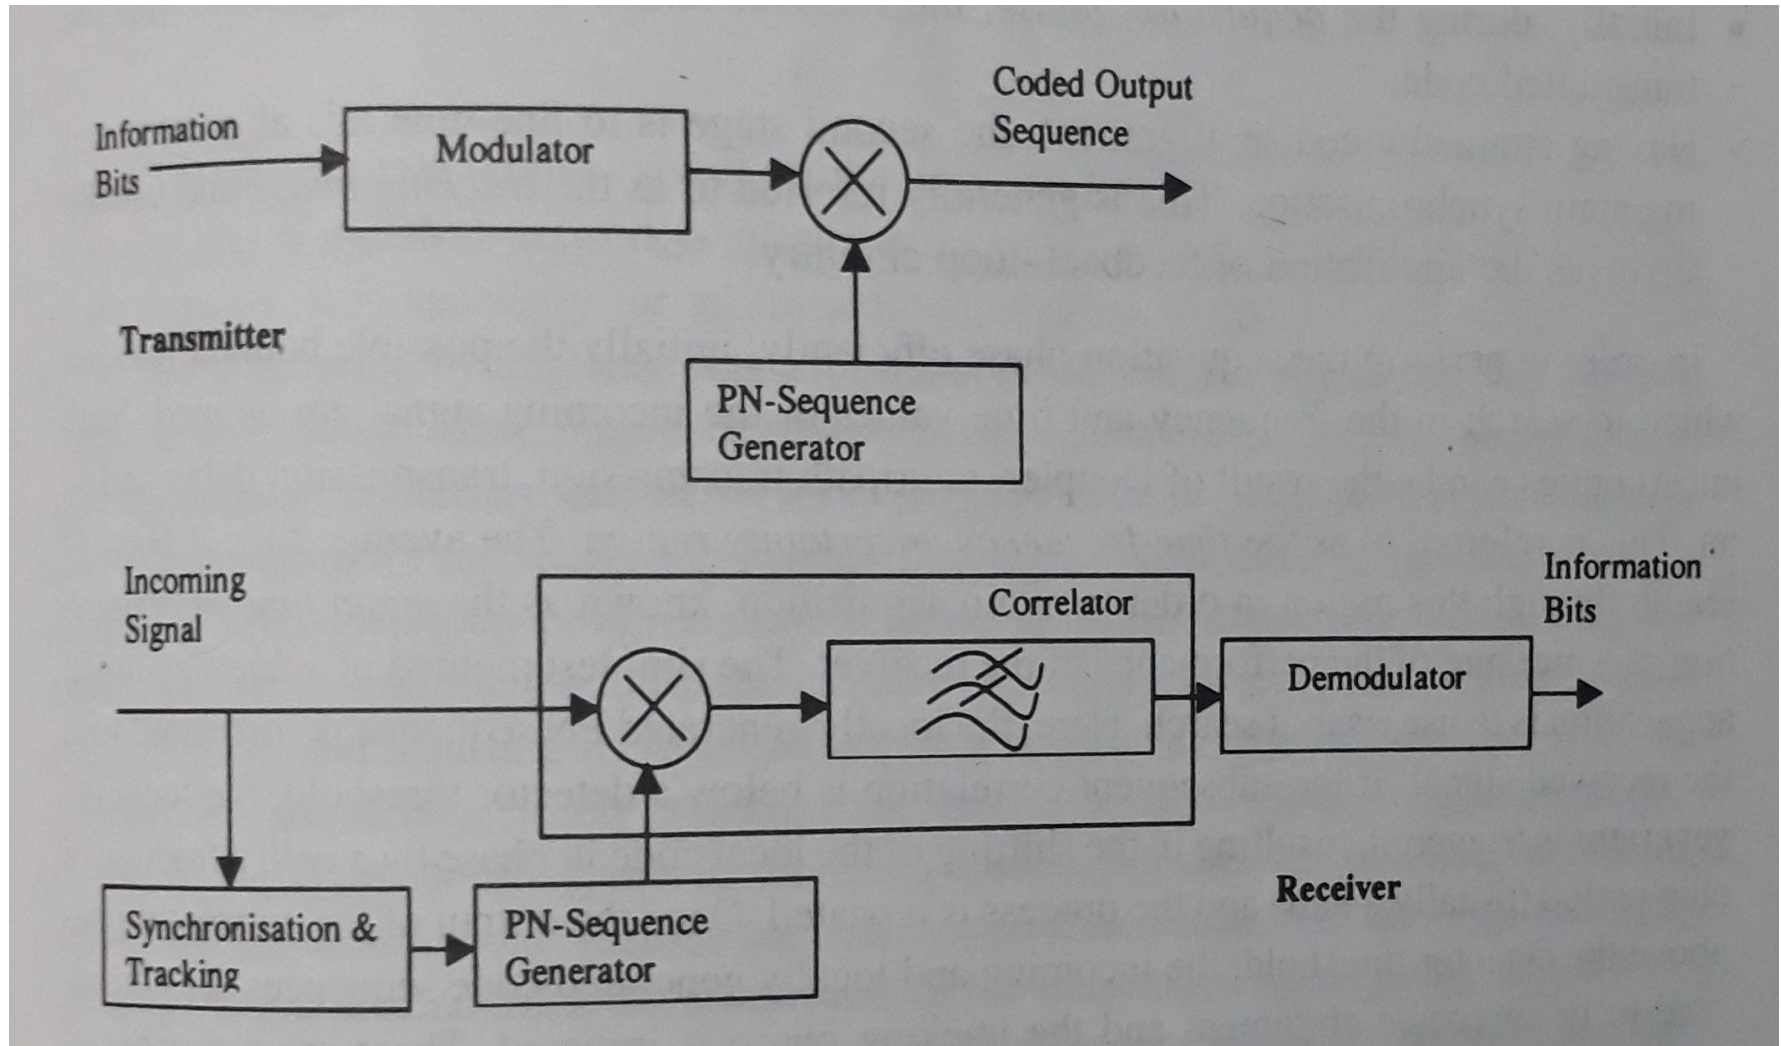 Information
Bits
Modulator
Coded Output
Sequence
Transmitter
PN-Sequence
Generator
Incoming
Signal
Correlator
Demodulator
Information
Bits
Synchronisation &
Tracking
PN-Sequence
Generator
Receiver